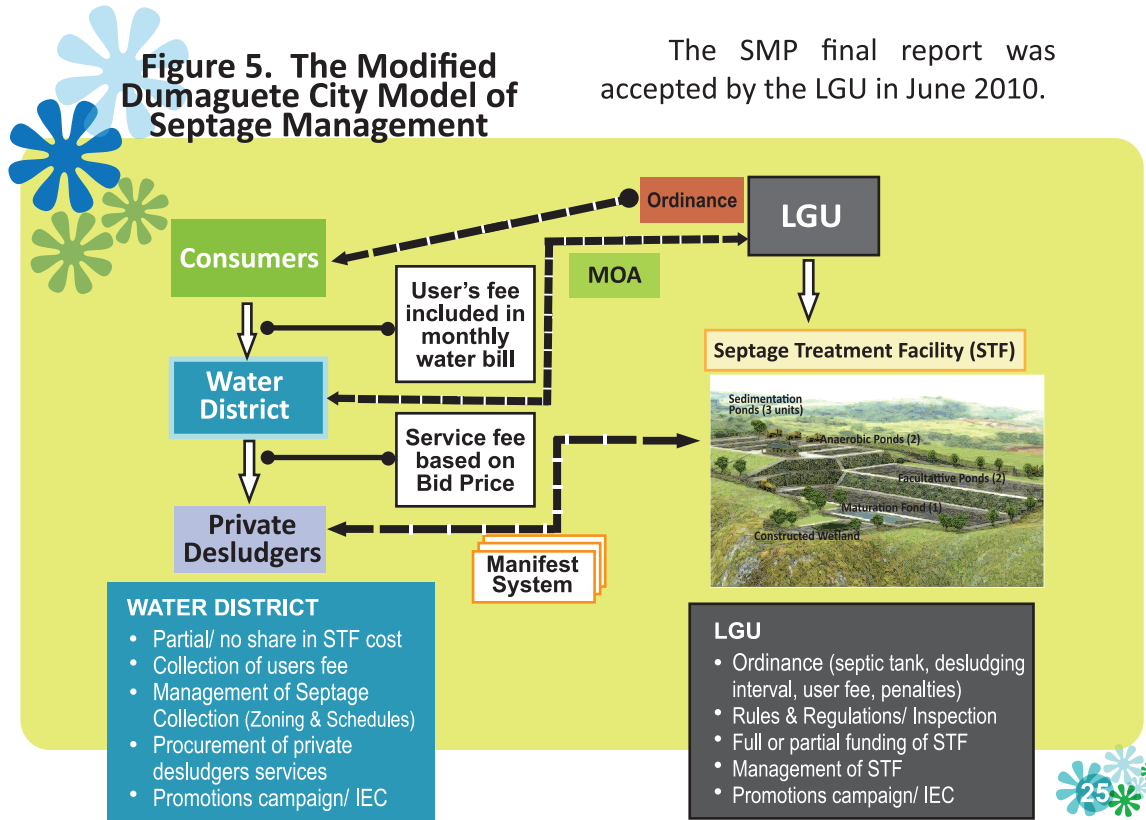 Figure 5.  The Modified
Dumaguete City Model of
Septage Management
The SMP final report was
accepted by the LGU in June 2010.
Ordinance
LGU
Consumers
MOA
User's fee
included in
monthly
water bill
Septage Treatment Facility (STF)
Water
District
Sedimentation
Ponds (3 units)
Anaerobic Ponds (2)
Facultattive Ponds (2)
Maturation Fond (1)
Constructed Wetland
Service fee
based on
Bid Price
Private
Desludgers
Manifest
System
WATER DISTRICT
• Partial/ no share in STF cost
• Collection of users fee
• Management of Septage
Collection (Zoning & Schedules)
• Procurement of private
desludgers services
• Promotions campaign/ IEC
LGU
• Ordinance (septic tank, desludging
interval, user fee, penalties)
• Rules & Regulations/ Inspection
• Full or partial funding of STF
• Management of STF
• Promotions campaign/ IEC
25